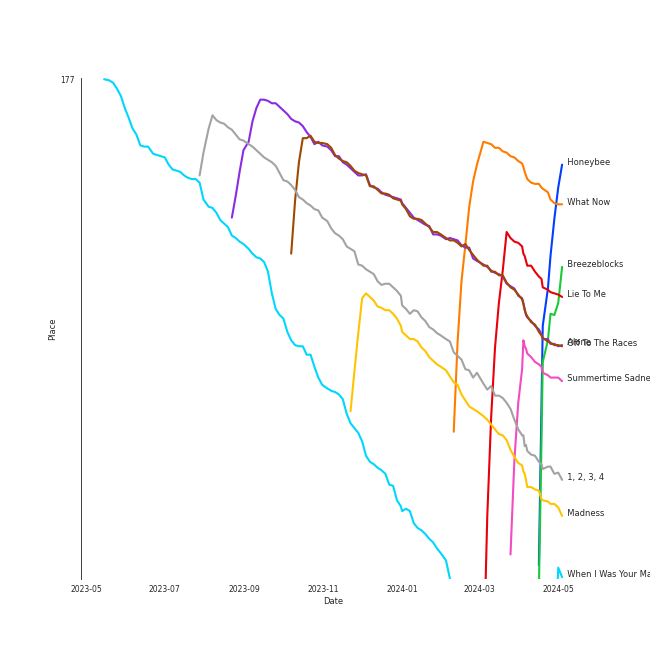 177
Honeybee
What Now
Breezeblocks
Lie To Me
Off To The Races
Summertime Sadne
1, 2, 3, 4
Madness
When I Was Your Ma
Place
2023-05 2023-07 2023-09 2023-11 2024-01 2024-03 2024-05
Date